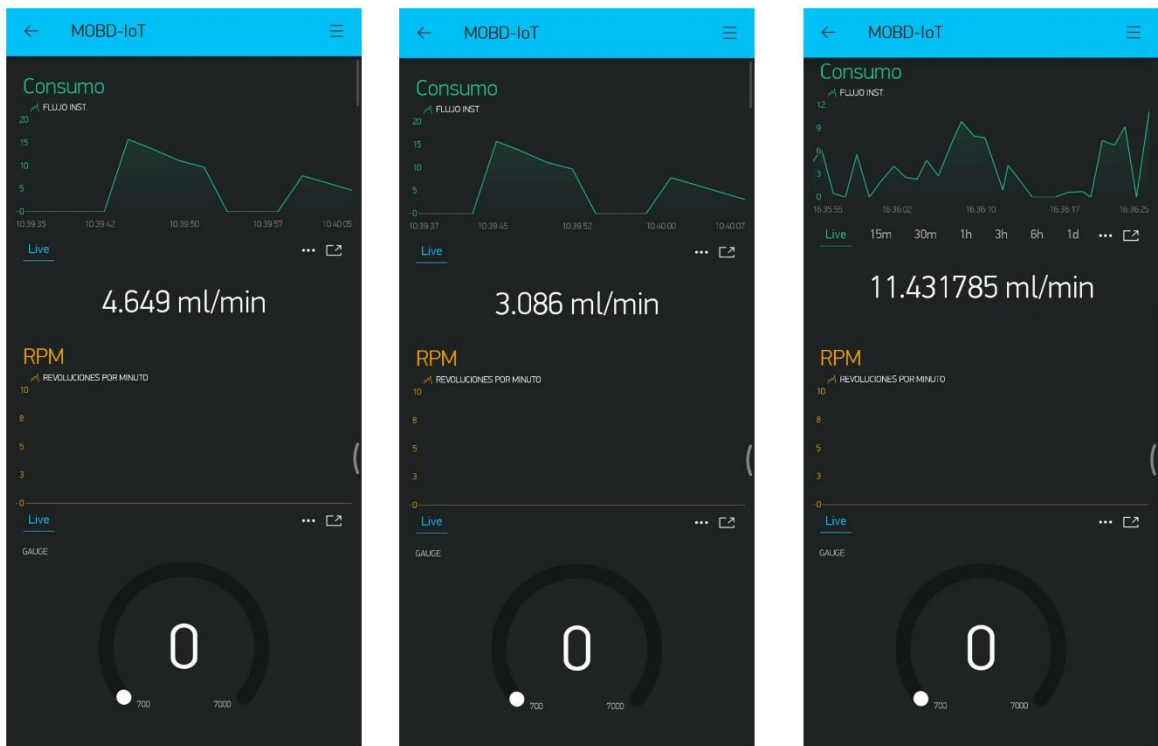 MOBD-IoT
Consumo
FLUJO INST.
20
15
10
5
-0
10:39:35 10:39:42 10:39:50 10:39:57 10:40:05
Live
4.649 ml/min
RPM
REVOLUCIONES POR MINUTO
10
8
5
3
-0
Live
GAUGE
0
700 7000
MOBD-IoT
Consumo
FLUJO INST.
20
15
10
5
-0
10:39:37 10:39:45 10:39:52 10:40:00 10:40:07
Live
3.086 ml/min
RPM
REVOLUCIONES POR MINUTO
10
8
5
3
-0
Live
GAUGE
0
700 7000
MOBD-IoT
Consumo
FLUJO INST.
12
9
6
3
0
16:35:55 16:36:02 16:36:10 16:36:17 16:36:25
Live 15m 30m 1h 3h 6h 1d
11.431785 ml/min
RPM
REVOLUCIONES POR MINUTO
10
8
5
3
-0
Live
GAUGE
0
700 7000